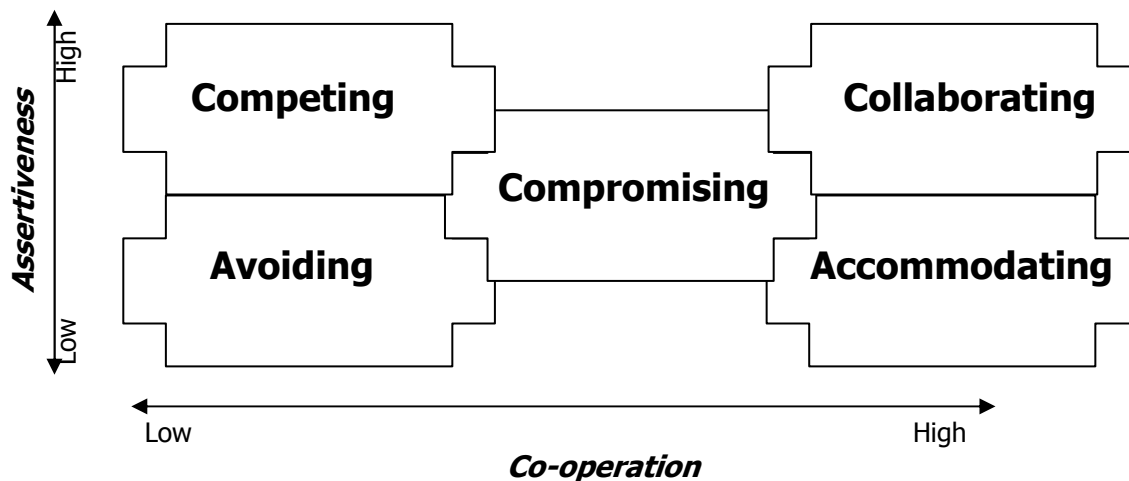 High
Competing
Collaborating
Assertiveness
Compromising
Avoiding
Accommodating
Low
Low
High
Co-operation